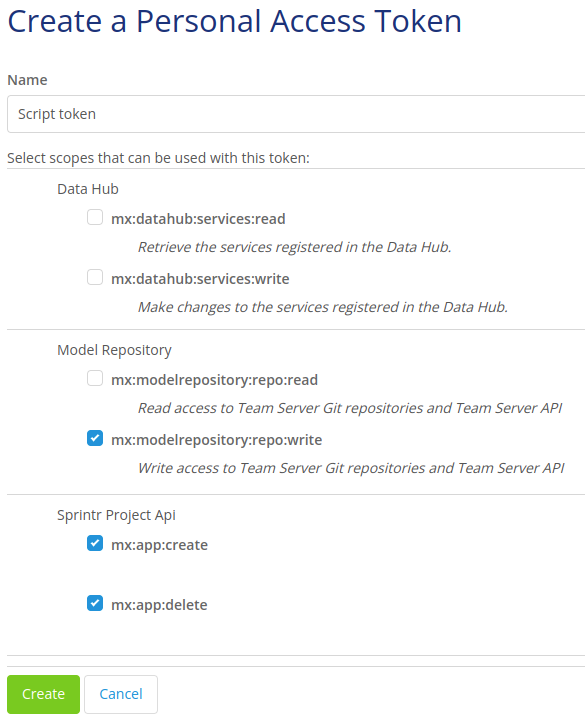 Create a Personal Access Token
Name
Script token
Select scopes that can be used with this token:
Data Hub
mx:datahub:services:read
Retrieve the services registered in the Data Hub.
mx:datahub:services:write
Make changes to the services registered in the Data Hub.
Model Repository
mx:modelrepository:repo:read
Read access to Team Server Git repositories and Team Server API
mx:modelrepository:repo:write
Write access to Team Server Git repositories and Team Server API
Sprintr Project Api
mx:app:create
mx:app:delete
Create Cancel